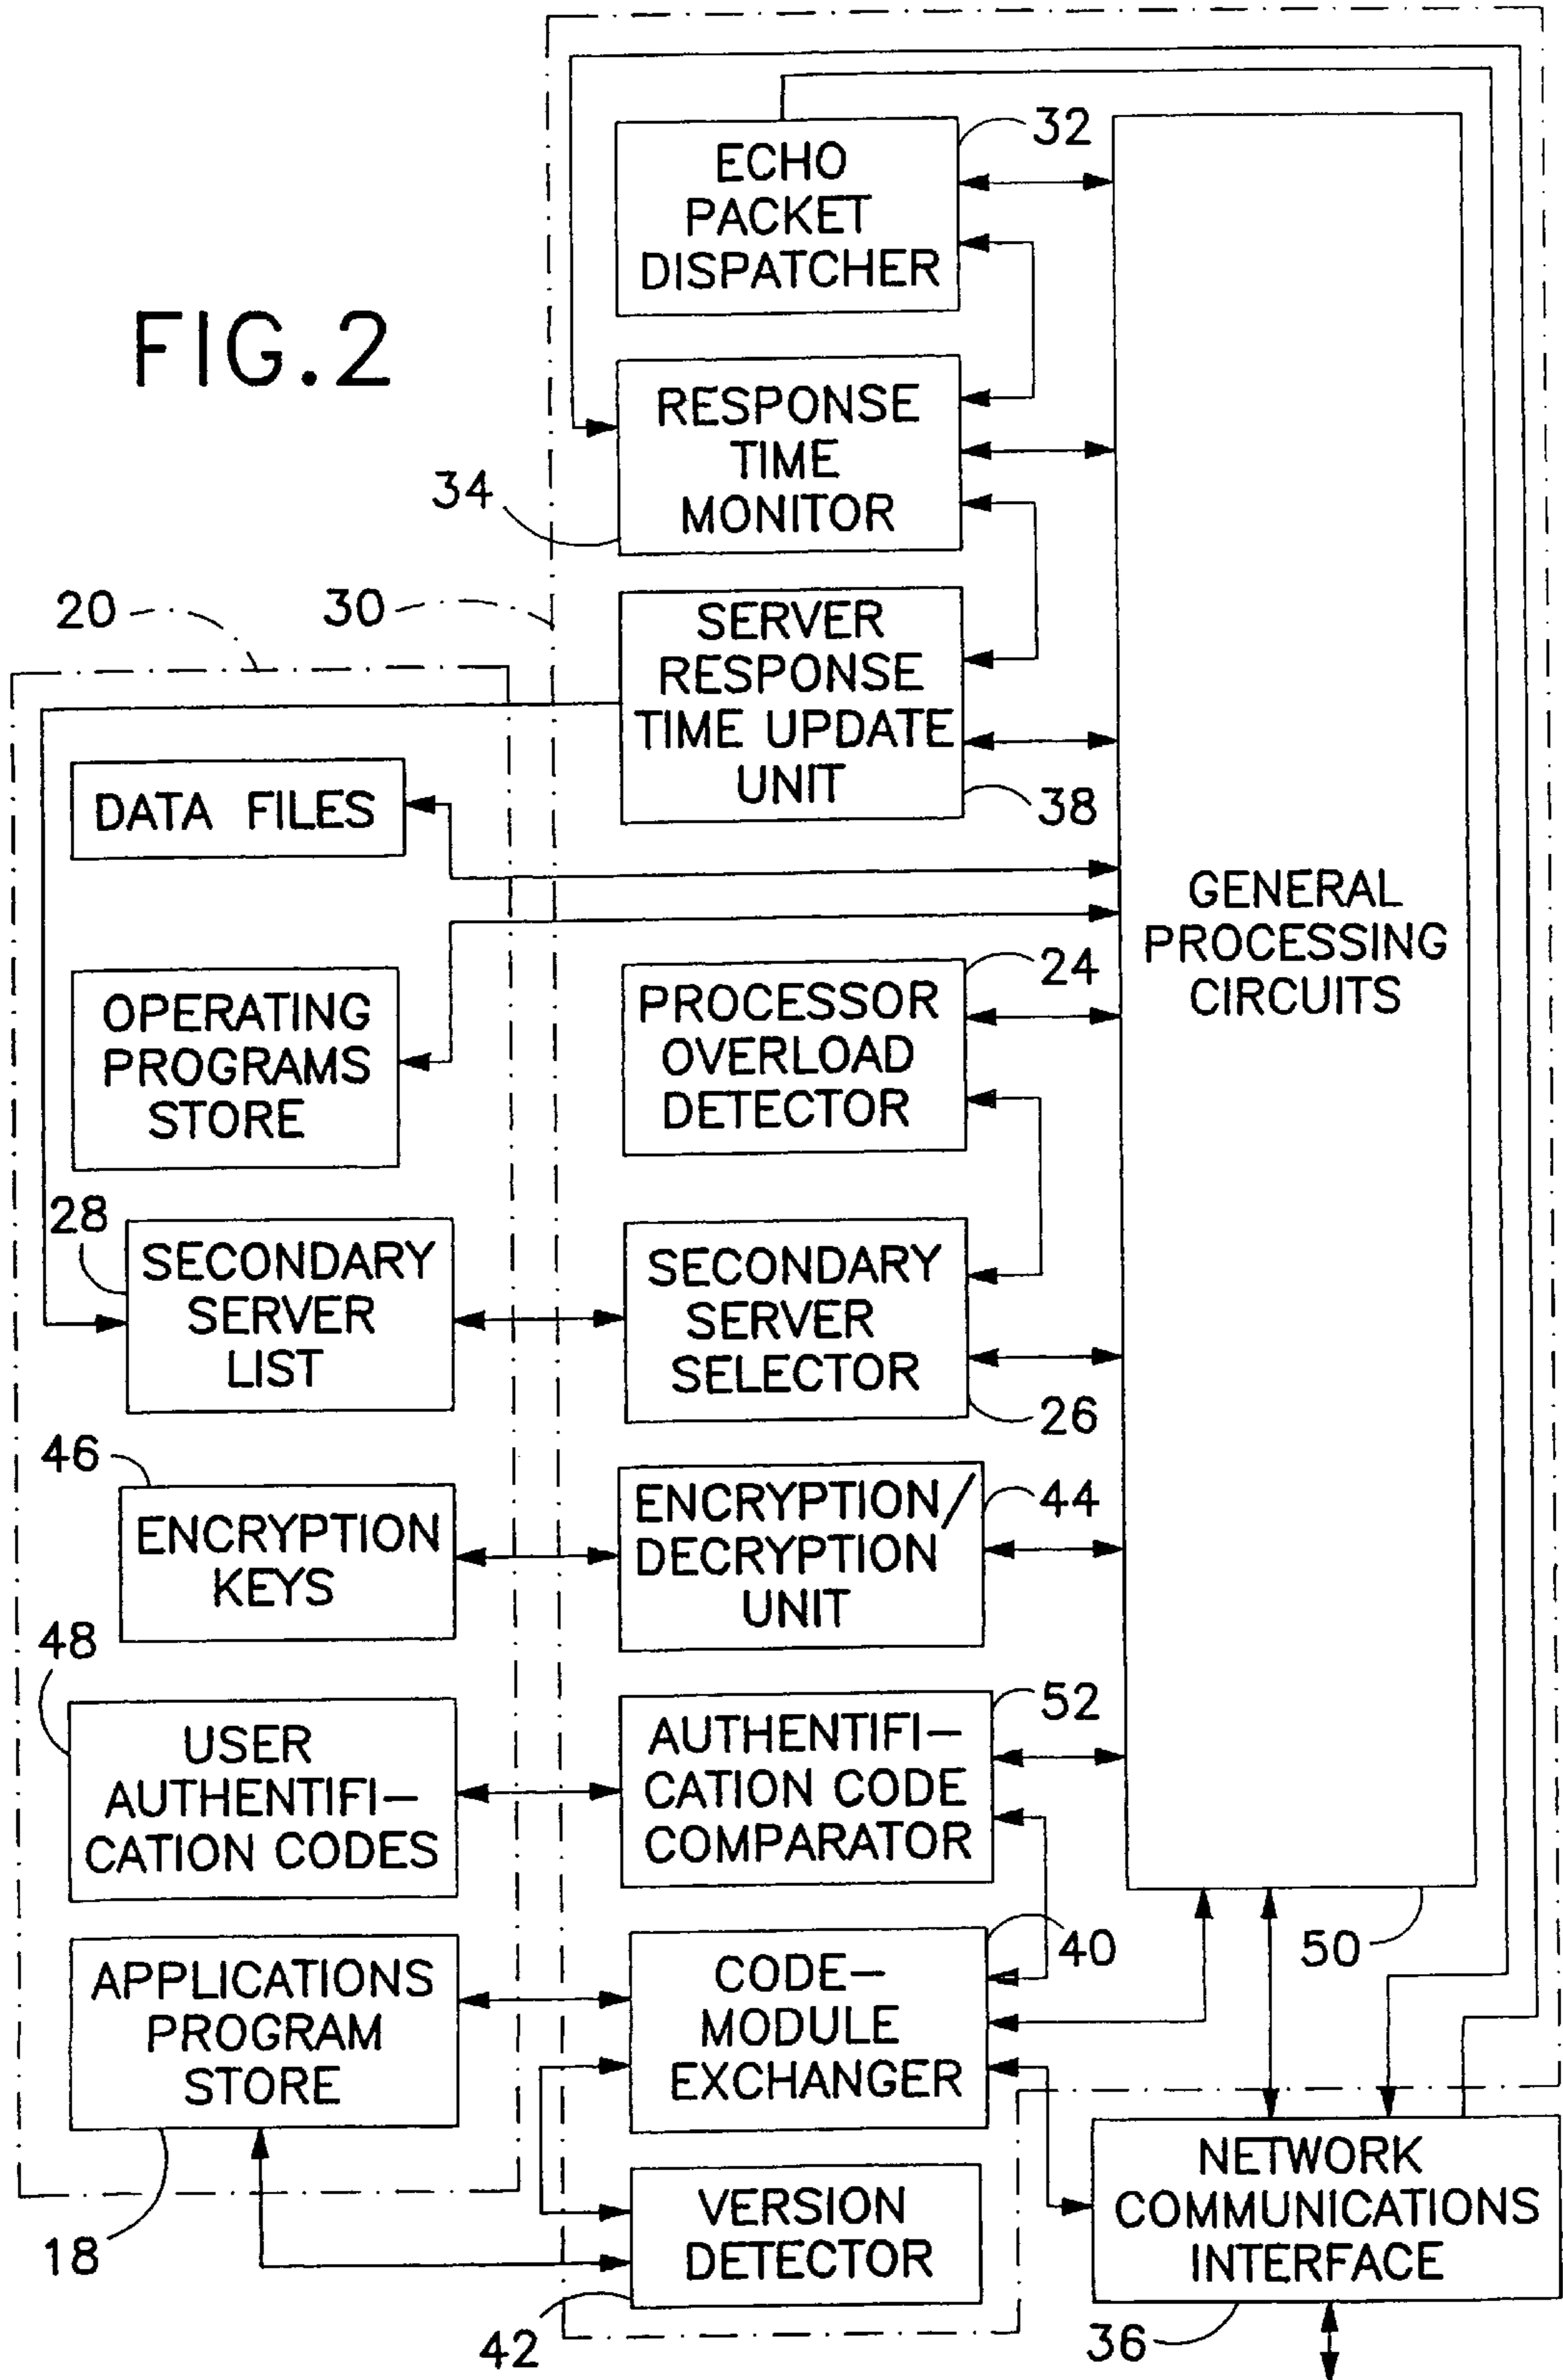 FIG.2
32
ECHO
PACKET
DISPATCHER
RESPONSE
TIME
MONITOR
34
20
30
SERVER
RESPONSE
TIME UPDATE
UNIT
38
DATA FILES
GENERAL
PROCESSING
CIRCUITS
OPERATING
PROGRAMS
STORE
24
PROCESSOR
OVERLOAD
DETECTOR
28
SECONDARY
SERVER
LIST
SECONDARY
SERVER
SELECTOR
26
46
ENCRYPTION
KEYS
ENCRYPTION/
DECRYPTION
UNIT
44
48
USER
AUTHENTIFI-
CATION CODES
52
AUTHENTIFI-
CATION CODE
COMPARATOR
APPLICATIONS
PROGRAM
STORE
18
CODE-
MODULE
EXCHANGER
40
50
VERSION
DETECTOR
42
NETWORK
COMMUNICATIONS
INTERFACE
36